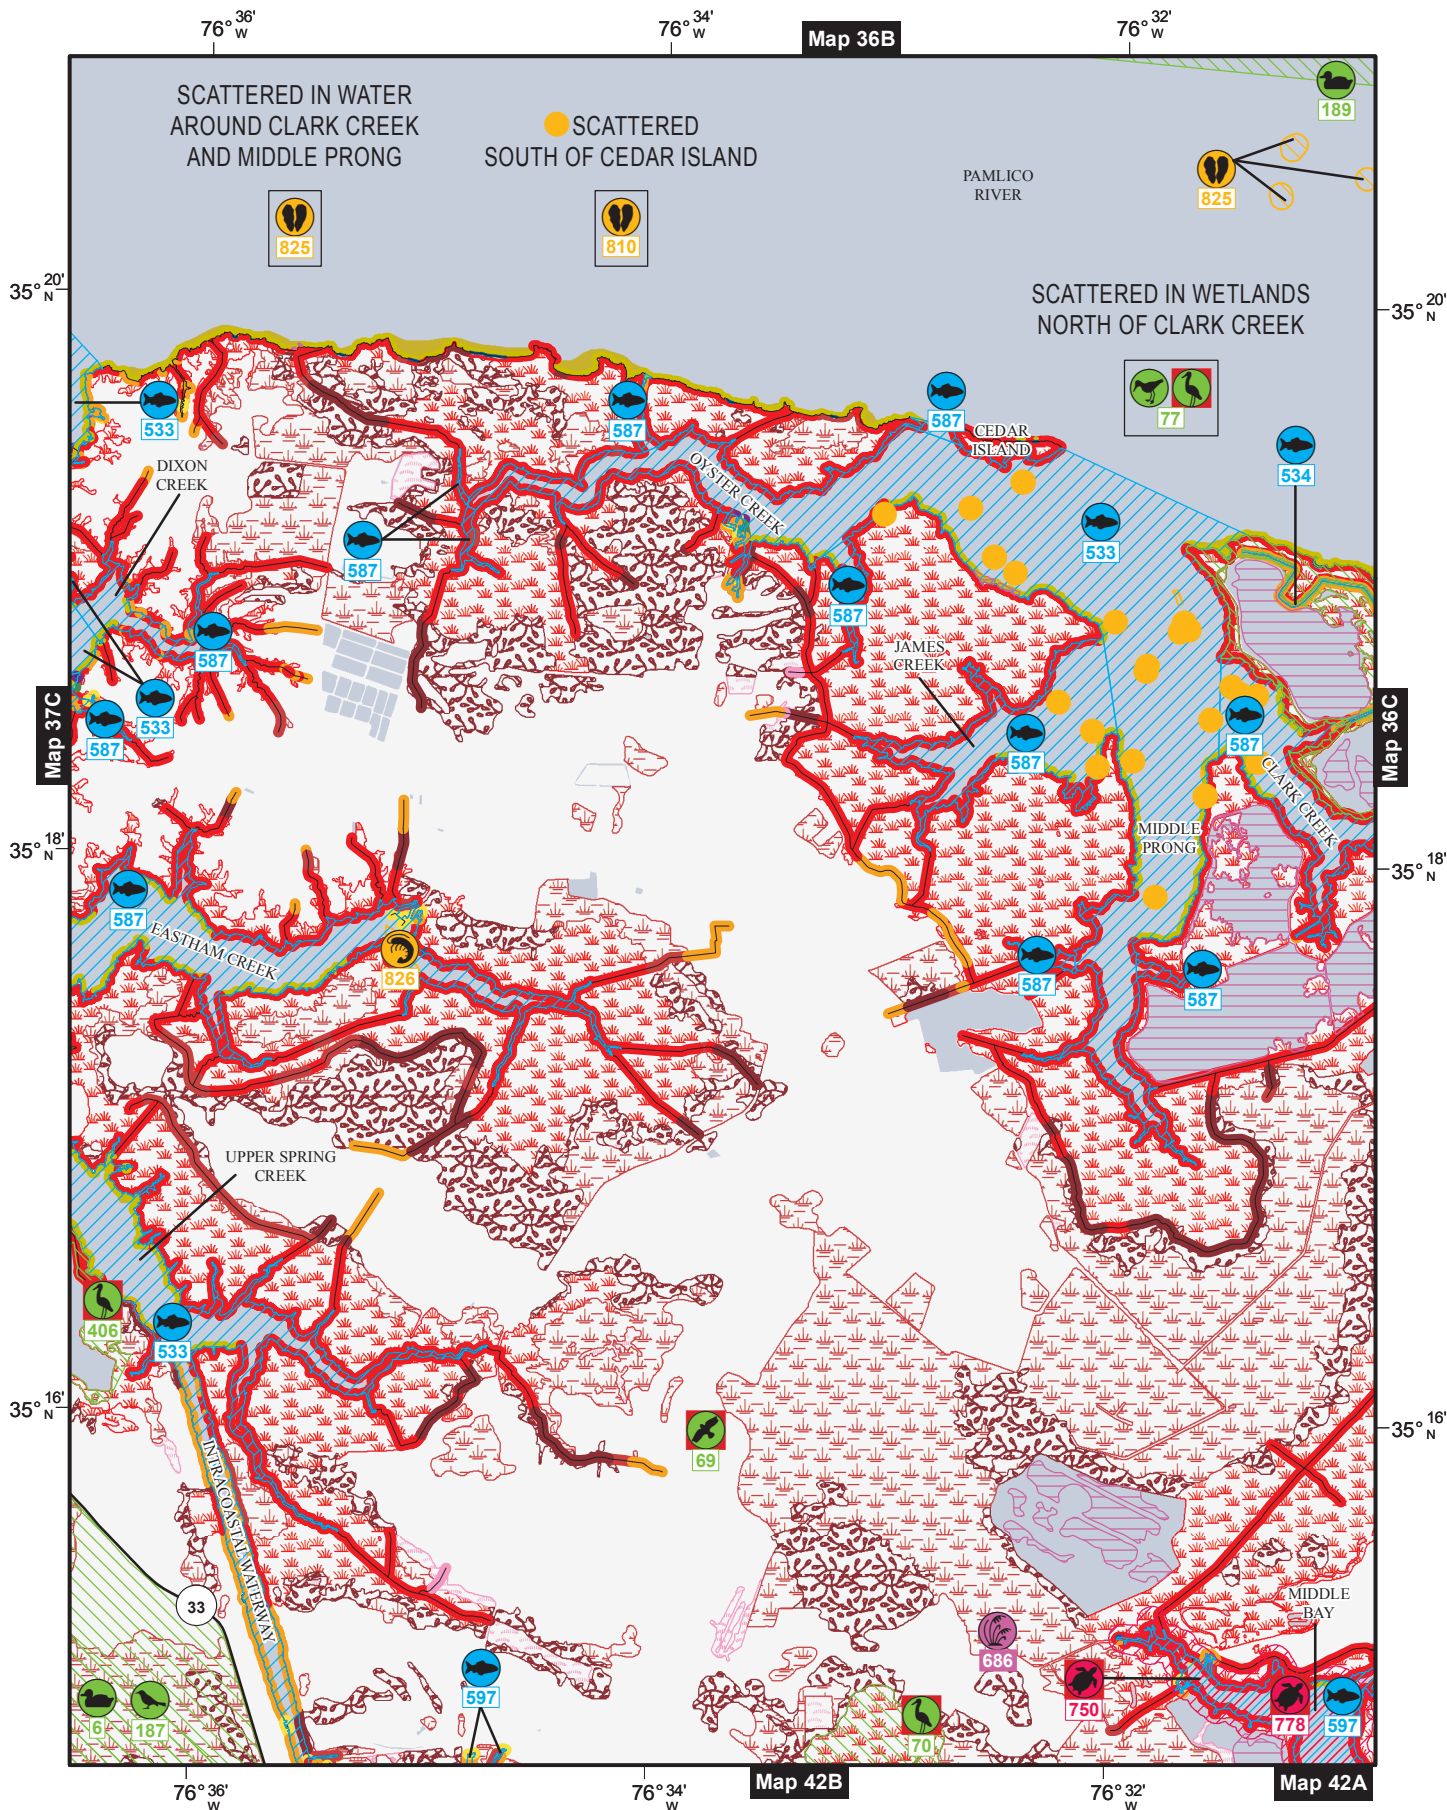 76° 36' W
76° 34' W
Map 36B
76° 32' W
SCATTERED IN WATER
AROUND CLARK CREEK
AND MIDDLE PRONG
825
SCATTERED
SOUTH OF CEDAR ISLAND
810
PAMLICO
RIVER
189
825
35° 20' N
35° 20' N
SCATTERED IN WETLANDS
NORTH OF CLARK CREEK
77
533
587
587
CEDAR
ISLAND
534
DIXON
CREEK
OYSTER CREEK
533
587
587
587
JAMES
CREEK
533
587
Map 37C
Map 36C
587
587
35° 18' N
CLARK CREEK
MIDDLE
PRONG
35° 18' N
587
EASTHAM CREEK
826
587
587
UPPER SPRING
CREEK
406
533
35° 16' N
35° 16' N
69
INTRACOASTAL WATERWAY
33
MIDDLE
BAY
686
6
187
597
70
750
778
597
Map 42B
Map 42A
76° 36' W
76° 34' W
76° 32' W